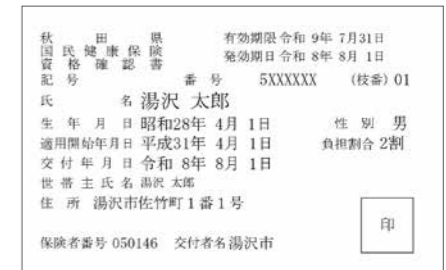 秋田県 有効期限 令和 9年 7月31日
国民健康保険 発効期日 令和 8年 8月 1日
資格確認書
記号 番号 5XXXXXX (枝番) 01
氏名 湯沢 太郎
生年月日 昭和28年 4月 1日 性別 男
適用開始年月日 平成31年 4月 1日 負担割合 2割
交付年月日 令和 8年 8月 1日
世帯主氏名 湯沢 太郎
住所 湯沢市佐竹町1番1号
印
保険者番号 050146 交付者名 湯沢市